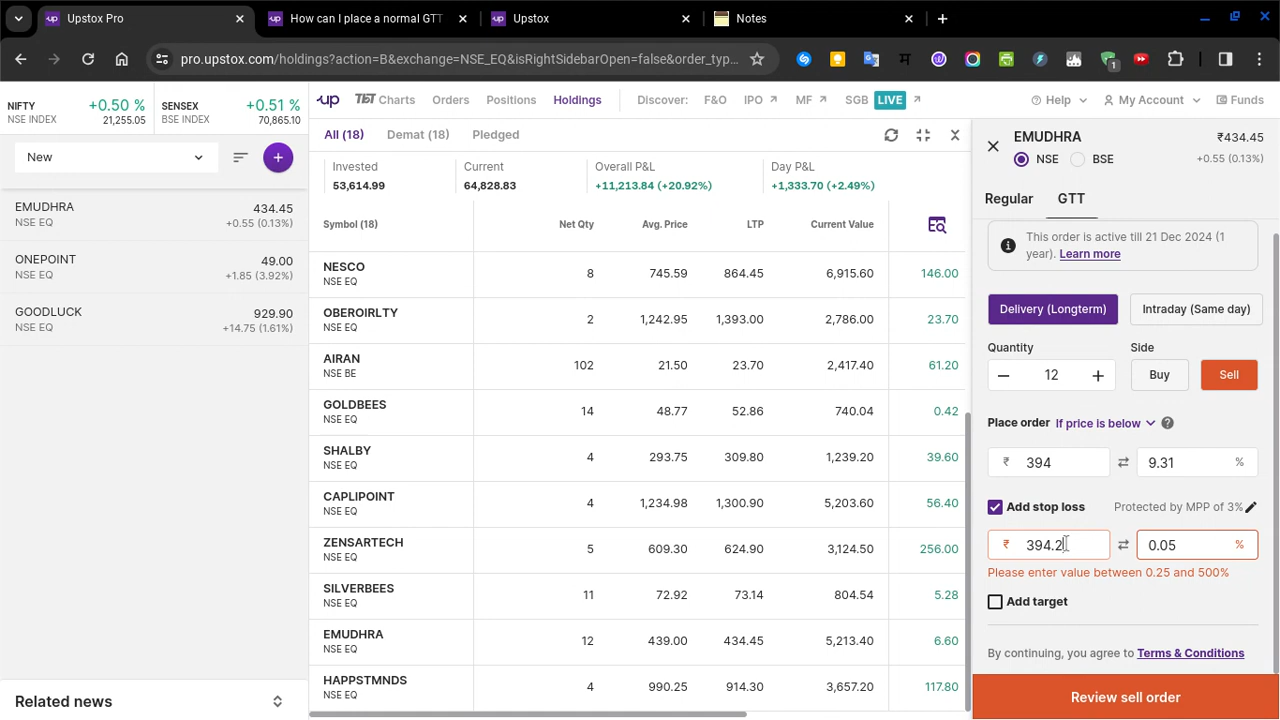 Upstox Pro
How can I place a normal GTT
Upstox
Notes
pro.upstox.com/holdings?action=B&exchange=NSE_EQ&isRightSidebarOpen=false&order_typ...
1
NIFTY
NSE INDEX
+0.50 %
21,255.05
SENSEX
BSE INDEX
+0.51 %
70,865.10
New
EMUDHRA
434.45
NSE EQ
+0.55 (0.13%)
ONEPOINT
49.00
NSE EQ
+1.85 (3.92%)
GOODLUCK
929.90
NSE EQ
+14.75 (1.61%)
Related news
up
TBT Charts
Orders
Positions
Holdings
Discover:
F&O
IPO
MF
SGB
LIVE
Help
My Account
Funds
All (18)
Demat (18)
Pledged
Invested
53,614.99
Current
64,828.83
Overall P&L
+11,213.84 (+20.92%)
Day P&L
+1,333.70 (+2.49%)
Symbol (18) Net Qty Avg. Price LTP Current Value
NESCO 8 745.59 864.45 6,915.60 146.00
NSE EQ
OBEROIRLTY 2 1,242.95 1,393.00 2,786.00 23.70
NSE EQ
AIRAN 102 21.50 23.70 2,417.40 61.20
NSE BE
GOLDBEES 14 48.77 52.86 740.04 0.42
NSE EQ
SHALBY 4 293.75 309.80 1,239.20 39.60
NSE EQ
CAPLIPOINT 4 1,234.98 1,300.90 5,203.60 56.40
NSE EQ
ZENSARTECH 5 609.30 624.90 3,124.50 256.00
NSE EQ
SILVERBEES 11 72.92 73.14 804.54 5.28
NSE EQ
EMUDHRA 12 439.00 434.45 5,213.40 6.60
NSE EQ
HAPPSTMNDS 4 990.25 914.30 3,657.20 117.80
NSE EQ
EMUDHRA
₹434.45
NSE
BSE
+0.55 (0.13%)
Regular
GTT
This order is active till 21 Dec 2024 (1
year). Learn more
Delivery (Longterm)
Intraday (Same day)
Quantity
Side
12
Buy
Sell
Place order If price is below
₹ 394
9.31 %
Add stop loss
Protected by MPP of 3%
₹ 394.2
0.05 %
Please enter value between 0.25 and 500%
Add target
By continuing, you agree to Terms & Conditions
Review sell order